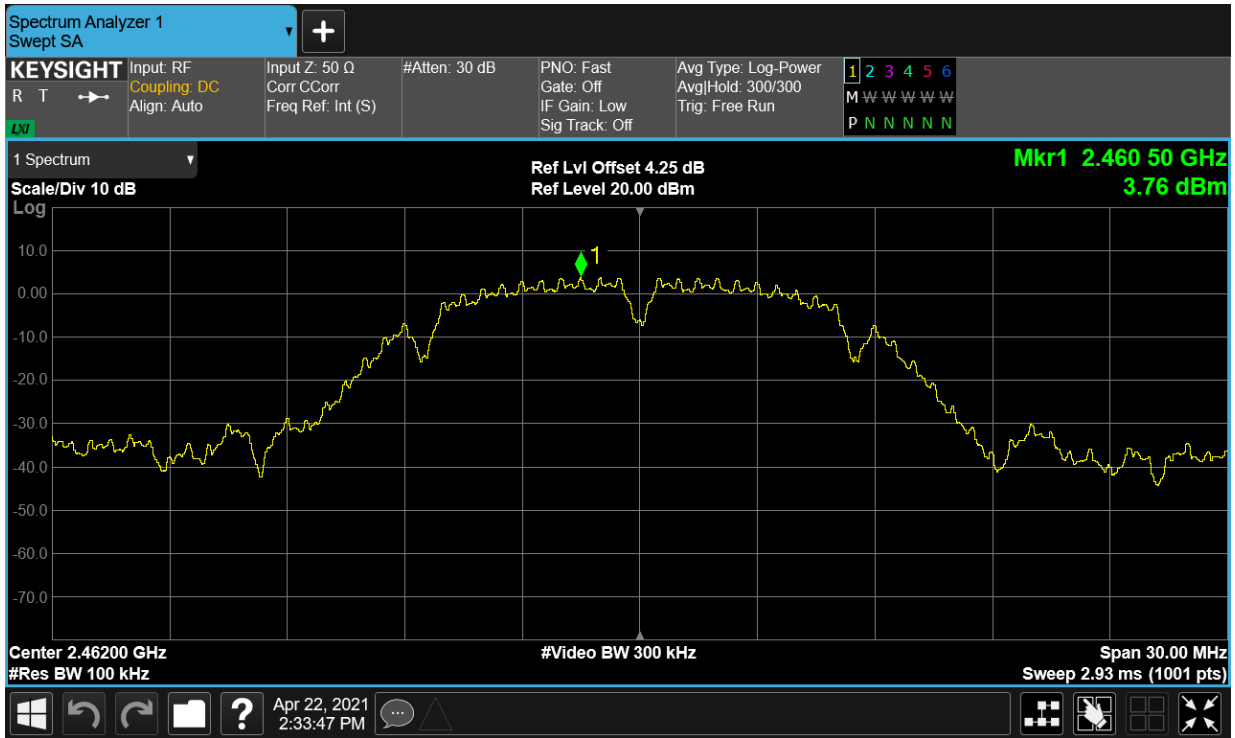 Spectrum Analyzer 1
Swept SA
KEYSIGHT
R T
LXI
Input: RF
Coupling: DC
Align: Auto
Input Z: 50 Ω
Corr CCorr
Freq Ref: Int (S)
#Atten: 30 dB
PNO: Fast
Gate: Off
IF Gain: Low
Sig Track: Off
Avg Type: Log-Power
Avg|Hold: 300/300
Trig: Free Run
1 2 3 4 5 6
M W W W W W
P N N N N N
1 Spectrum
Scale/Div 10 dB
Ref Lvl Offset 4.25 dB
Ref Level 20.00 dBm
Mkr1 2.460 50 GHz
3.76 dBm
Log
1
10.0
0.00
-10.0
-20.0
-30.0
-40.0
-50.0
-60.0
-70.0
Center 2.46200 GHz
#Res BW 100 kHz
#Video BW 300 kHz
Span 30.00 MHz
Sweep 2.93 ms (1001 pts)
?
Apr 22, 2021
2:33:47 PM